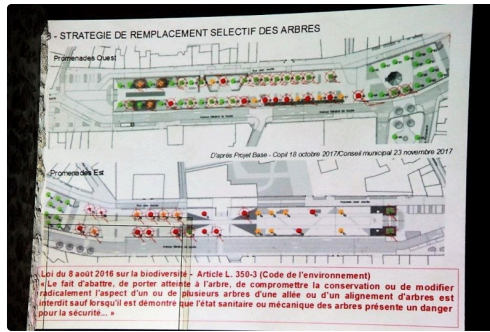 - STRATEGIE DE REMPLACEMENT SELECTIF DES ARBRES
Promenades Ouest
D'après Projet Base - Copil 18 octobre 2017/Conseil municipal 23 novembre 2017
Promenades Est
Loi du 8 août 2016 sur la biodiversité - Article L. 350-3 (Code de l'environnement)
« Le fait d'abattre, de porter atteinte à l'arbre, de compromettre la conservation ou de modifier
radicalement l'aspect d'un ou de plusieurs arbres d'une allée ou d'un alignement d'arbres est
interdit sauf lorsqu'il est démontré que l'état sanitaire ou mécanique des arbres présente un danger
pour la sécurité... »